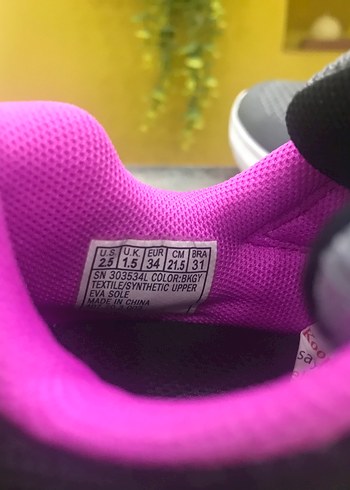 U.S. U.K. EUR CM BRA
2.5 1.5 34 21.5 31
SN 303534L COLOR:BKGY
TEXTILE/SYNTHETIC UPPER
EVA SOLE
MADE IN CHINA